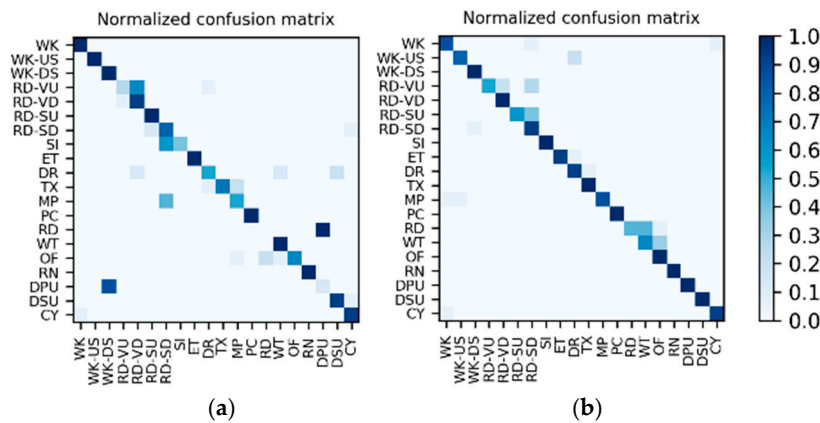 Normalized confusion matrix
WK
WK-US
WK-DS
RD-VU
RD-VD
RD-SU
RD-SD
SI
ET
DR
TX
MP
PC
RD
WT
OF
RN
DPU
DSU
CY
WK
WK-US
WK-DS
RD-VU
RD-VD
RD-SU
RD-SD
SI
ET
DR
TX
MP
PC
RD
WT
OF
RN
DPU
DSU
CY
(a)
Normalized confusion matrix
WK
WK-US
WK-DS
RD-VU
RD-VD
RD-SU
RD-SD
SI
ET
DR
TX
MP
PC
RD
WT
OF
RN
DPU
DSU
CY
WK
WK-US
WK-DS
RD-VU
RD-VD
RD-SU
RD-SD
SI
ET
DR
TX
MP
PC
RD
WT
OF
RN
DPU
DSU
CY
(b)
1.0
0.9
0.8
0.7
0.6
0.5
0.4
0.3
0.2
0.1
0.0